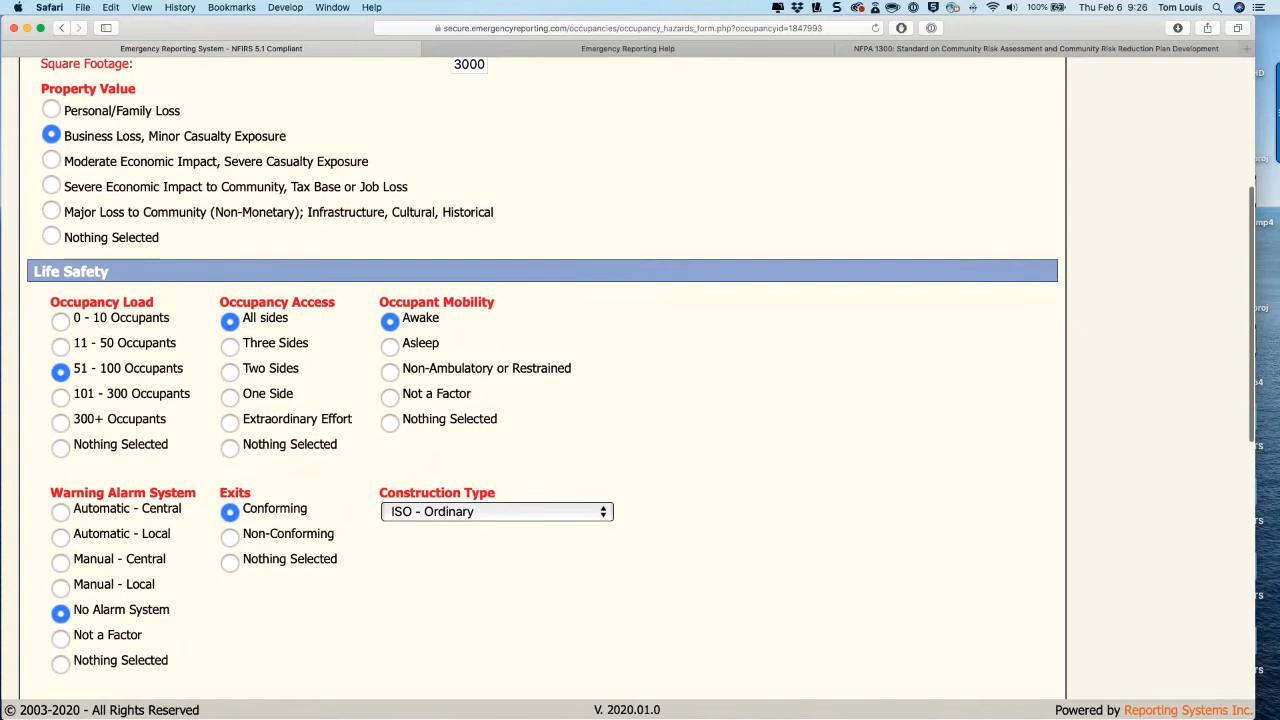 Safari File Edit View History Bookmarks Develop Window Help 100% Thu Feb 6 9:26 Tom Louis
secure.emergencyreporting.com/occupancies/occupancy_hazards_form.php?occupancyid=1847993
Emergency Reporting System - NFIRS 5.1 Compliant Emergency Reporting Help NFPA 1300: Standard on Community Risk Assessment and Community Risk Reduction Plan Development
Square Footage: 3000
Property Value
Personal/Family Loss
Business Loss, Minor Casualty Exposure
Moderate Economic Impact, Severe Casualty Exposure
Severe Economic Impact to Community, Tax Base or Job Loss
Major Loss to Community (Non-Monetary); Infrastructure, Cultural, Historical
Nothing Selected
Life Safety
Occupancy Load Occupancy Access Occupant Mobility
0 - 10 Occupants All sides Awake
11 - 50 Occupants Three Sides Asleep
51 - 100 Occupants Two Sides Non-Ambulatory or Restrained
101 - 300 Occupants One Side Not a Factor
300+ Occupants Extraordinary Effort Nothing Selected
Nothing Selected Nothing Selected
Warning Alarm System Exits Construction Type
Automatic - Central Conforming ISO - Ordinary
Automatic - Local Non-Conforming
Manual - Central Nothing Selected
Manual - Local
No Alarm System
Not a Factor
Nothing Selected
© 2003-2020 - All Rights Reserved V. 2020.01.0 Powered by Reporting Systems Inc.